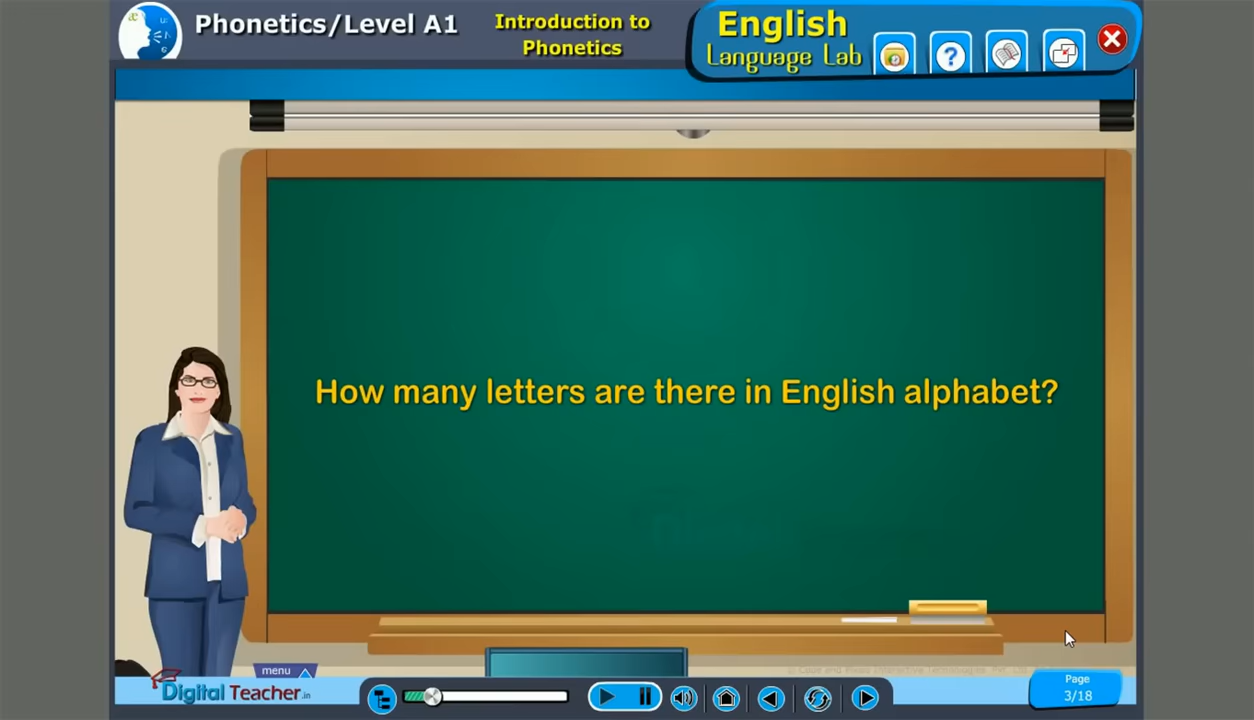 Phonetics/Level A1
Introduction to
Phonetics
English
Language Lab
?
How many letters are there in English alphabet?
menu
Digital Teacher.in
Page
3/18